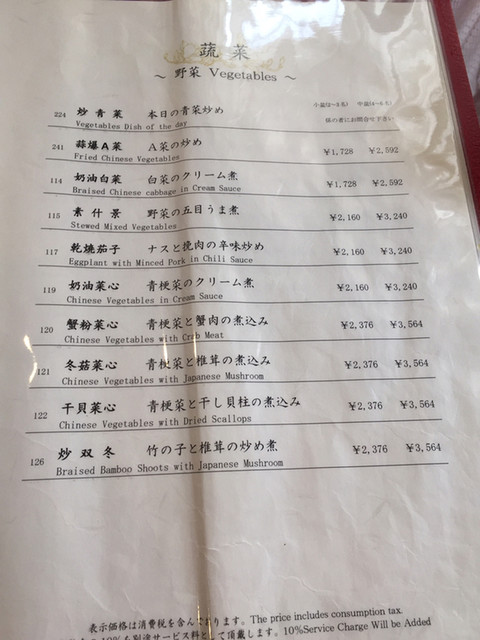 蔬菜
～ 野菜 Vegetables ～
小皿(2～3名) 中皿(4～6名)
224 炒青菜 本日の青菜炒め 係の者にお問合せ下さい
Vegetables Dish of the day
241 蒜爆A菜 A菜の炒め ¥1,728 ¥2,592
Fried Chinese Vegetables
114 奶油白菜 白菜のクリーム煮 ¥1,728 ¥2,592
Braised Chinese cabbage in Cream Sauce
115 素什景 野菜の五目うま煮 ¥2,160 ¥3,240
Stewed Mixed Vegetables
117 乾燒茄子 ナスと挽肉の辛味炒め ¥2,160 ¥3,240
Eggplant with Minced Pork in Chili Sauce
119 奶油菜心 青梗菜のクリーム煮 ¥2,160 ¥3,240
Chinese Vegetables in Cream Sauce
120 蟹粉菜心 青梗菜と蟹肉の煮込み ¥2,376 ¥3,564
Chinese Vegetables with Crab Meat
121 冬菇菜心 青梗菜と椎茸の煮込み ¥2,376 ¥3,564
Chinese Vegetables with Japanese Mushroom
122 干貝菜心 青梗菜と干し貝柱の煮込み ¥2,376 ¥3,564
Chinese Vegetables with Dried Scallops
126 炒双冬 竹の子と椎茸の炒め煮 ¥2,376 ¥3,564
Braised Bamboo Shoots with Japanese Mushroom
表示価格は消費税を含んでおります。The price includes consumption tax.
の10%を別途サービス料として頂戴します。10%Service Charge Will be Added